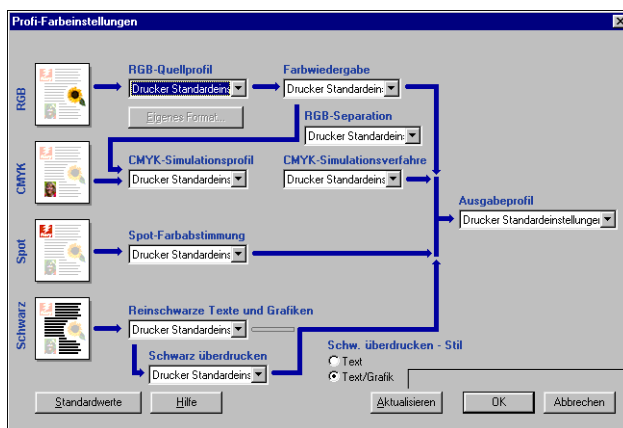 Profi-Farbeinstellungen
RGB
RGB-Quellprofil
Drucker Standardeins
Eigenes Format...
Farbwiedergabe
Drucker Standardein:
RGB-Separation
Drucker Standardein:
CMYK
CMYK-Simulationsprofil
Drucker Standardeins
CMYK-Simulationsverfahre
Drucker Standardeins
Ausgabeprofil
Drucker Standardeinstellunger
Spot
Spot-Farbabstimmung
Drucker Standardeins
Schwarz
Reinschwarze Texte und Grafiken
Drucker Standardeins
Schwarz überdrucken
Drucker Standardeins
Schw. überdrucken - Stil
Text
Text/Grafik
Standardwerte
Hilfe
Aktualisieren
OK
Abbrechen